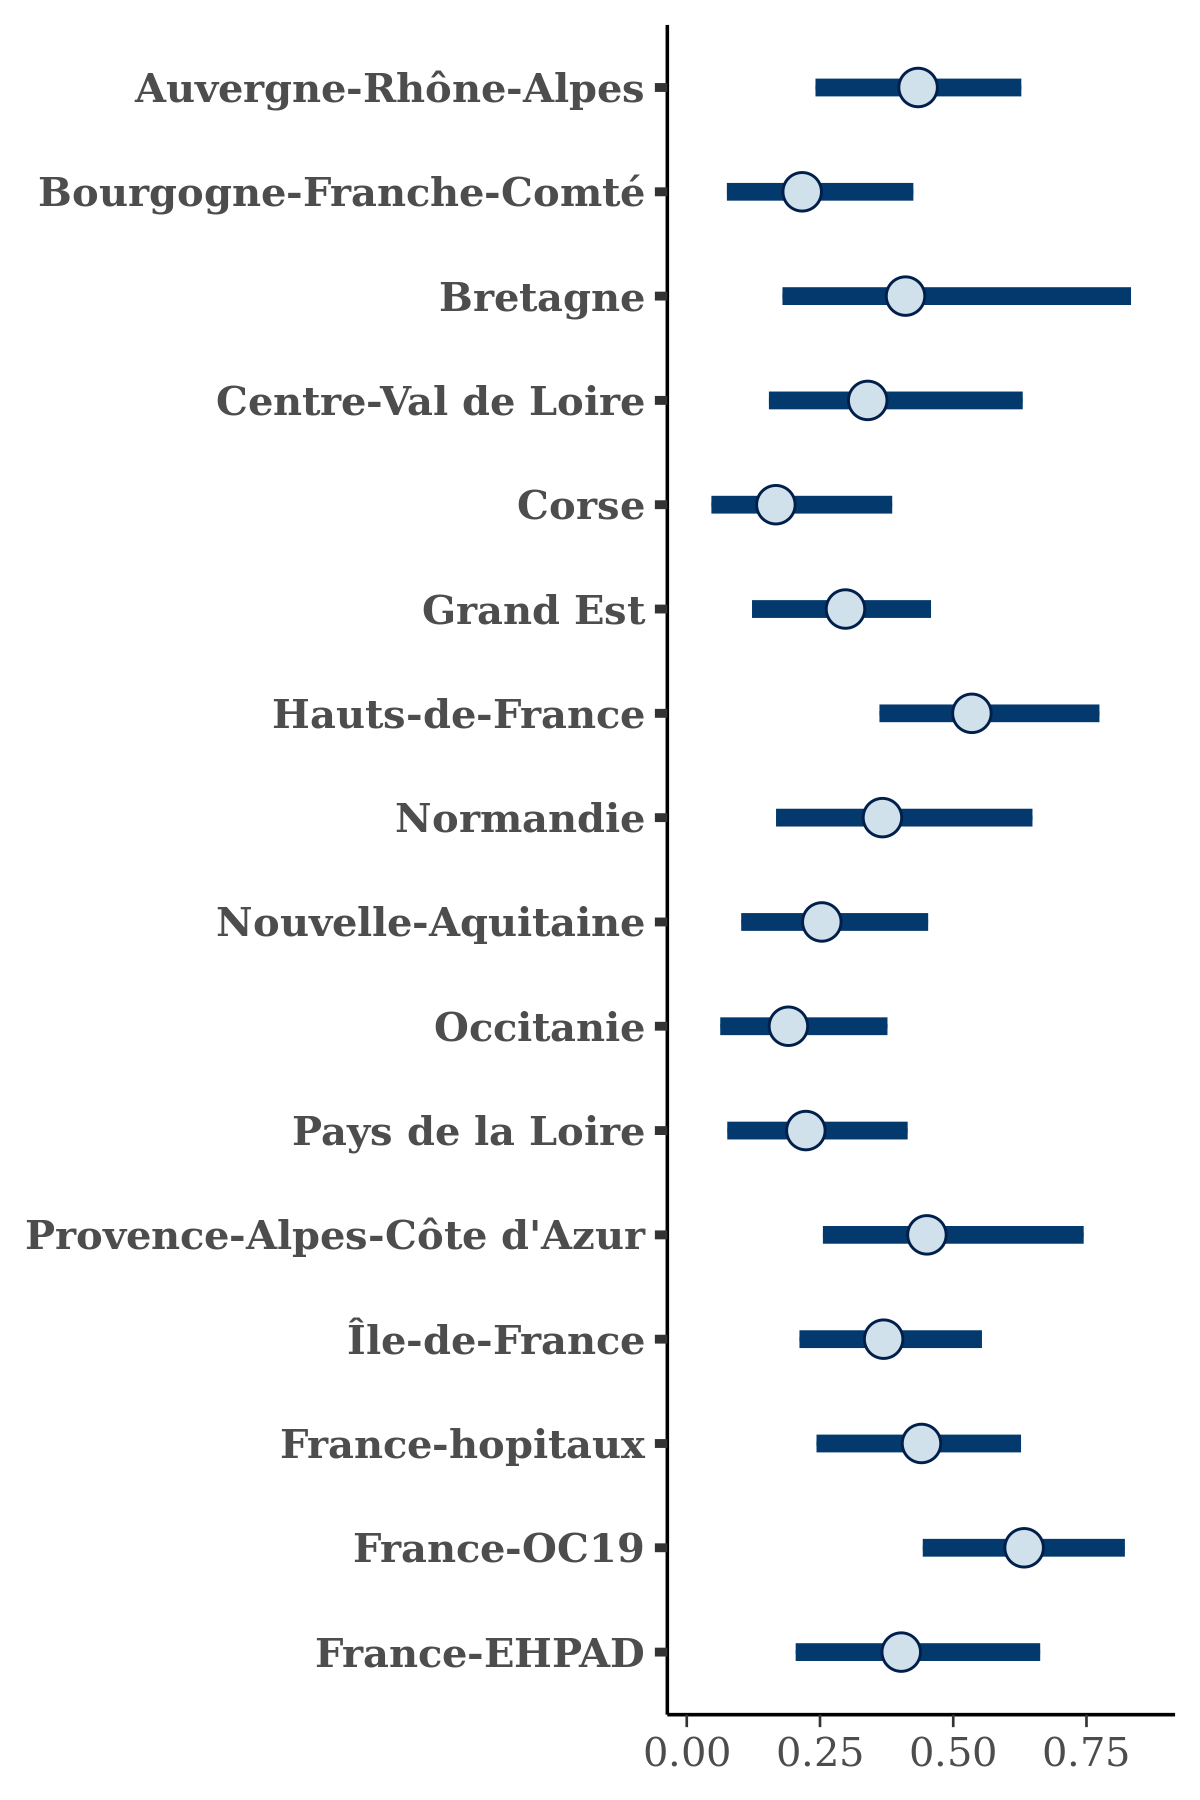 Auvergne-Rhône-Alpes
Bourgogne-Franche-Comté
Bretagne
Centre-Val de Loire
Corse
Grand Est
Hauts-de-France
Normandie
Nouvelle-Aquitaine
Occitanie
Pays de la Loire
Provence-Alpes-Côte d'Azur
Île-de-France
France-hopitaux
France-OC19
France-EHPAD
0.00 0.25 0.50 0.75